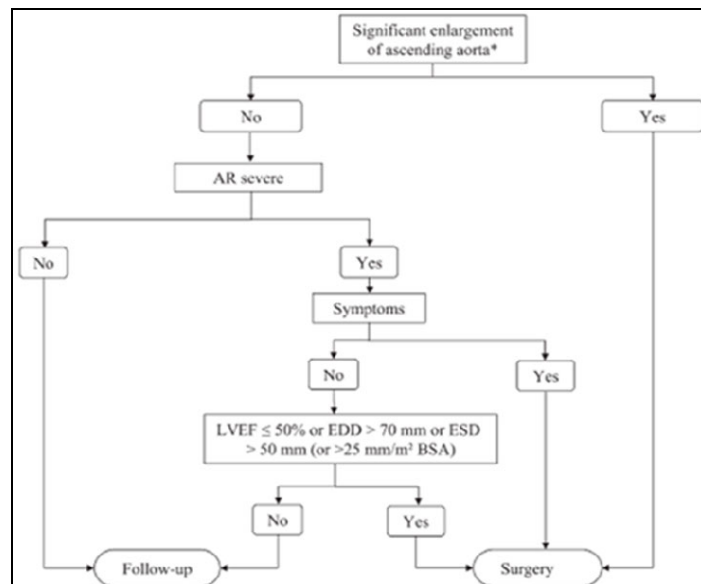 Significant enlargement
of ascending aorta*
No
Yes
AR severe
No
Yes
Symptoms
No
Yes
LVEF ≤ 50% or EDD > 70 mm or ESD
> 50 mm (or >25 mm/m² BSA)
No
Yes
Follow-up
Surgery